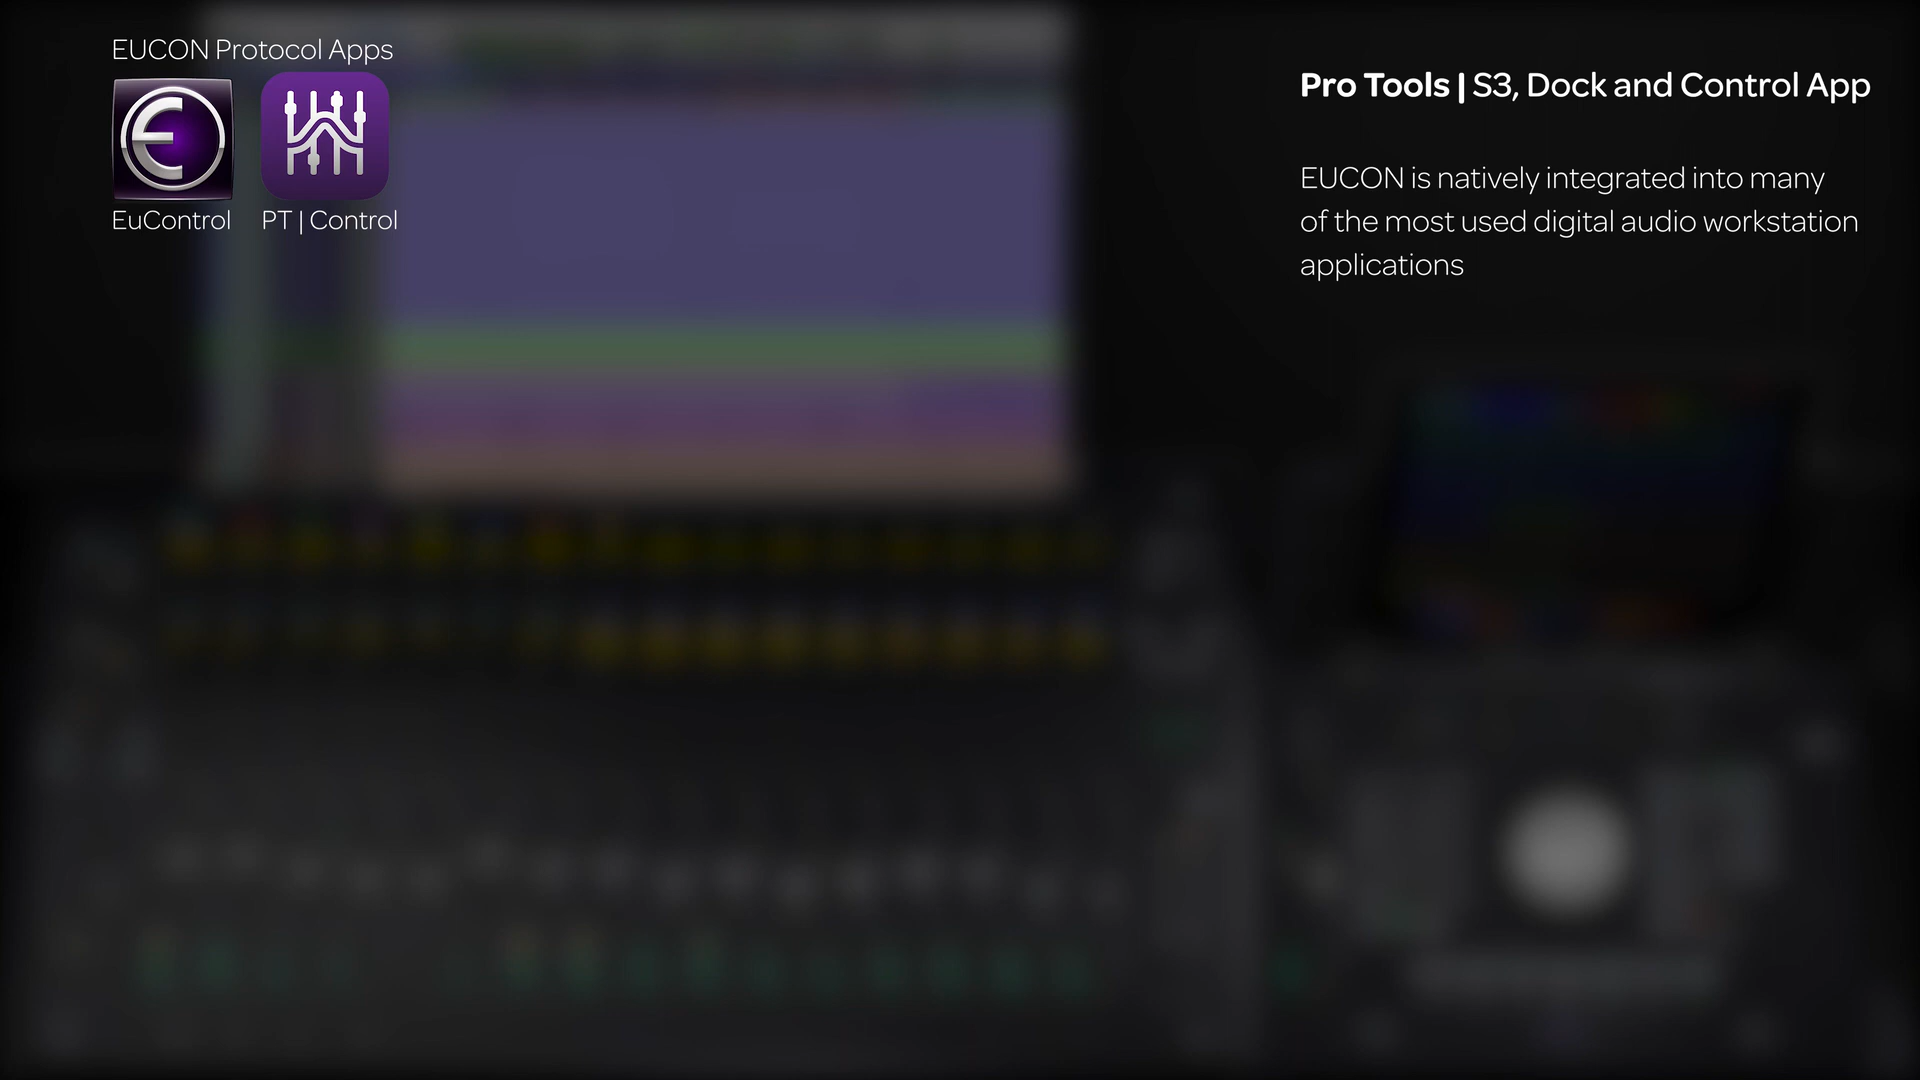 EUCON Protocol Apps
EuControl
PT | Control
Pro Tools | S3, Dock and Control App
EUCON is natively integrated into many
of the most used digital audio workstation
applications